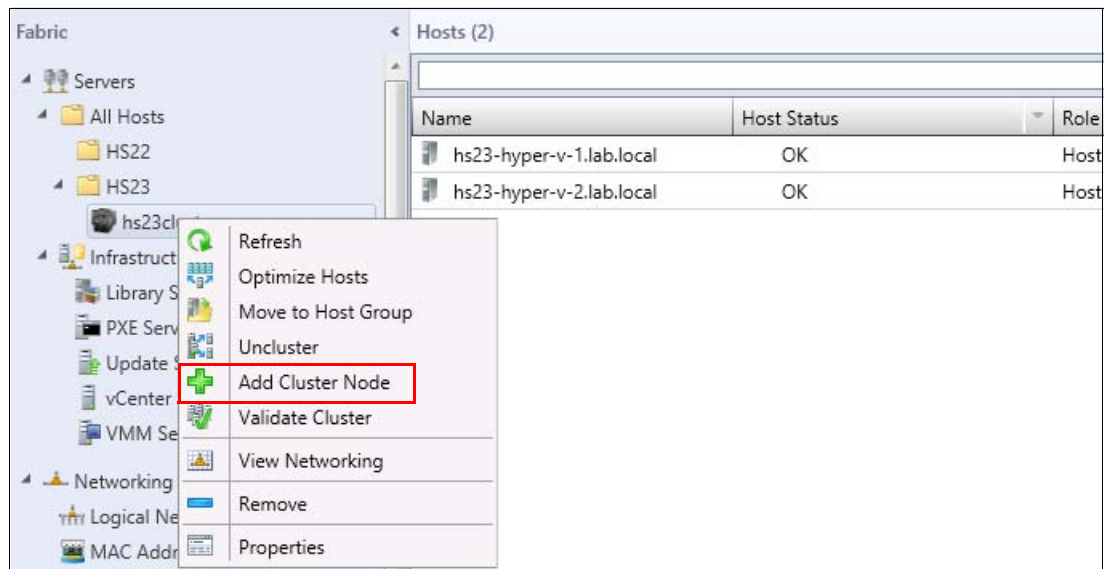 Fabric
Servers
All Hosts
HS22
HS23
hs23cl
Infrastruct
Library S
PXE Serv
Update
vCenter
VMM Se
Networking
Logical Ne
MAC Addr
Refresh
Optimize Hosts
Move to Host Group
Uncluster
Add Cluster Node
Validate Cluster
View Networking
Remove
Properties
Hosts (2)
Name Host Status Role
hs23-hyper-v-1.lab.local OK Host
hs23-hyper-v-2.lab.local OK Host